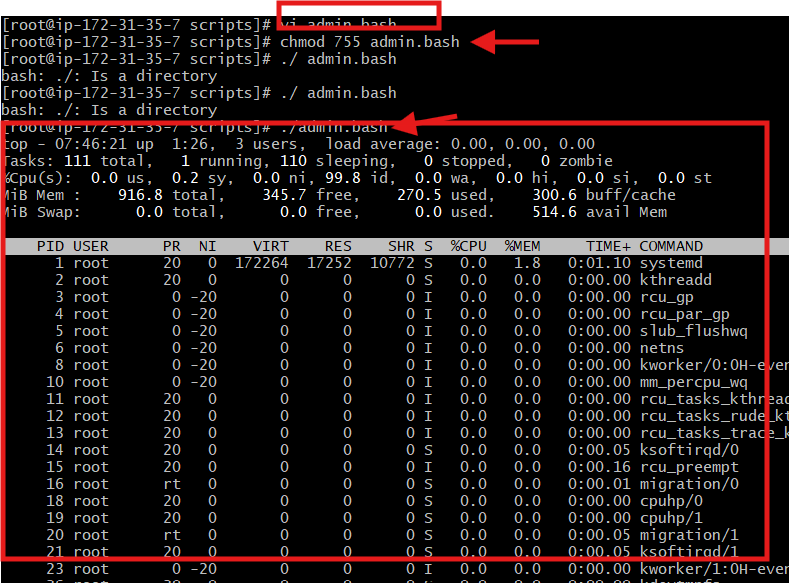 [root@ip-172-31-35-7 scripts]# vi admin.bash
[root@ip-172-31-35-7 scripts]# chmod 755 admin.bash
[root@ip-172-31-35-7 scripts]# ./ admin.bash
bash: ./: Is a directory
[root@ip-172-31-35-7 scripts]# ./ admin.bash
bash: ./: Is a directory
[root@ip-172-31-35-7 scripts]# ./admin.bash
top - 07:46:21 up  1:26,  3 users,  load average: 0.00, 0.00, 0.00
Tasks: 111 total,   1 running, 110 sleeping,   0 stopped,   0 zombie
%Cpu(s):  0.0 us,  0.2 sy,  0.0 ni, 99.8 id,  0.0 wa,  0.0 hi,  0.0 si,  0.0 st
MiB Mem :    916.8 total,    345.7 free,    270.5 used,    300.6 buff/cache
MiB Swap:      0.0 total,      0.0 free,      0.0 used.    514.6 avail Mem
PID USER      PR  NI    VIRT    RES    SHR S  %CPU  %MEM     TIME+ COMMAND
1 root      20   0  172264  17252  10772 S   0.0   1.8   0:01.10 systemd
2 root      20   0       0      0      0 S   0.0   0.0   0:00.00 kthreadd
3 root       0 -20       0      0      0 I   0.0   0.0   0:00.00 rcu_gp
4 root       0 -20       0      0      0 I   0.0   0.0   0:00.00 rcu_par_gp
5 root       0 -20       0      0      0 I   0.0   0.0   0:00.00 slub_flushwq
6 root       0 -20       0      0      0 I   0.0   0.0   0:00.00 netns
8 root       0 -20       0      0      0 I   0.0   0.0   0:00.00 kworker/0:0H-even
10 root       0 -20       0      0      0 I   0.0   0.0   0:00.00 mm_percpu_wq
11 root      20   0       0      0      0 I   0.0   0.0   0:00.00 rcu_tasks_kthread
12 root      20   0       0      0      0 I   0.0   0.0   0:00.00 rcu_tasks_rude_kt
13 root      20   0       0      0      0 I   0.0   0.0   0:00.00 rcu_tasks_trace_k
14 root      20   0       0      0      0 S   0.0   0.0   0:00.05 ksoftirqd/0
15 root      20   0       0      0      0 I   0.0   0.0   0:00.16 rcu_preempt
16 root      rt   0       0      0      0 S   0.0   0.0   0:00.01 migration/0
18 root      20   0       0      0      0 S   0.0   0.0   0:00.00 cpuhp/0
19 root      20   0       0      0      0 S   0.0   0.0   0:00.00 cpuhp/1
20 root      rt   0       0      0      0 S   0.0   0.0   0:00.05 migration/1
21 root      20   0       0      0      0 S   0.0   0.0   0:00.05 ksoftirqd/1
23 root       0 -20       0      0      0 I   0.0   0.0   0:00.00 kworker/1:0H-even